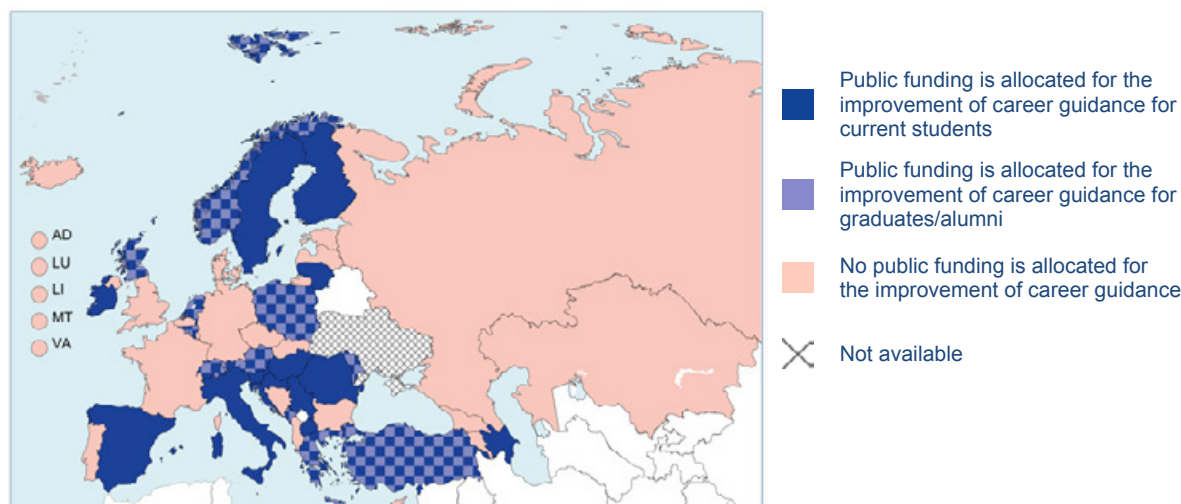 AD
LU
LI
MT
VA
Public funding is allocated for the
improvement of career guidance for
current students
Public funding is allocated for the
improvement of career guidance for
graduates/alumni
No public funding is allocated for
the improvement of career guidance
Not available